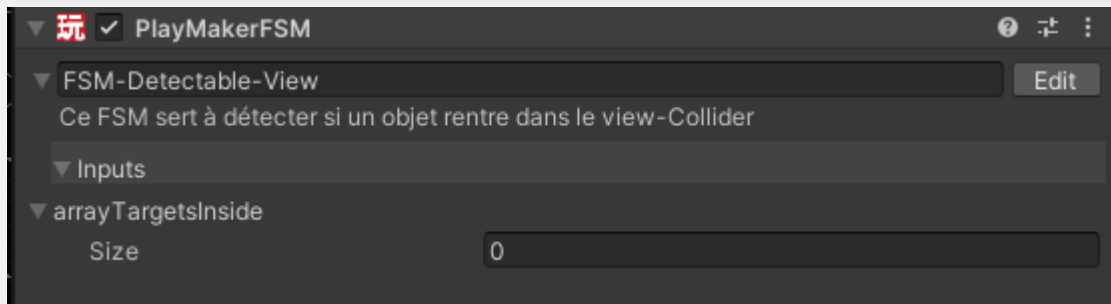 玩 PlayMakerFSM
FSM-Detectable-View Edit
Ce FSM sert à détecter si un objet rentre dans le view-Collider
Inputs
arrayTargetsInside
Size 0